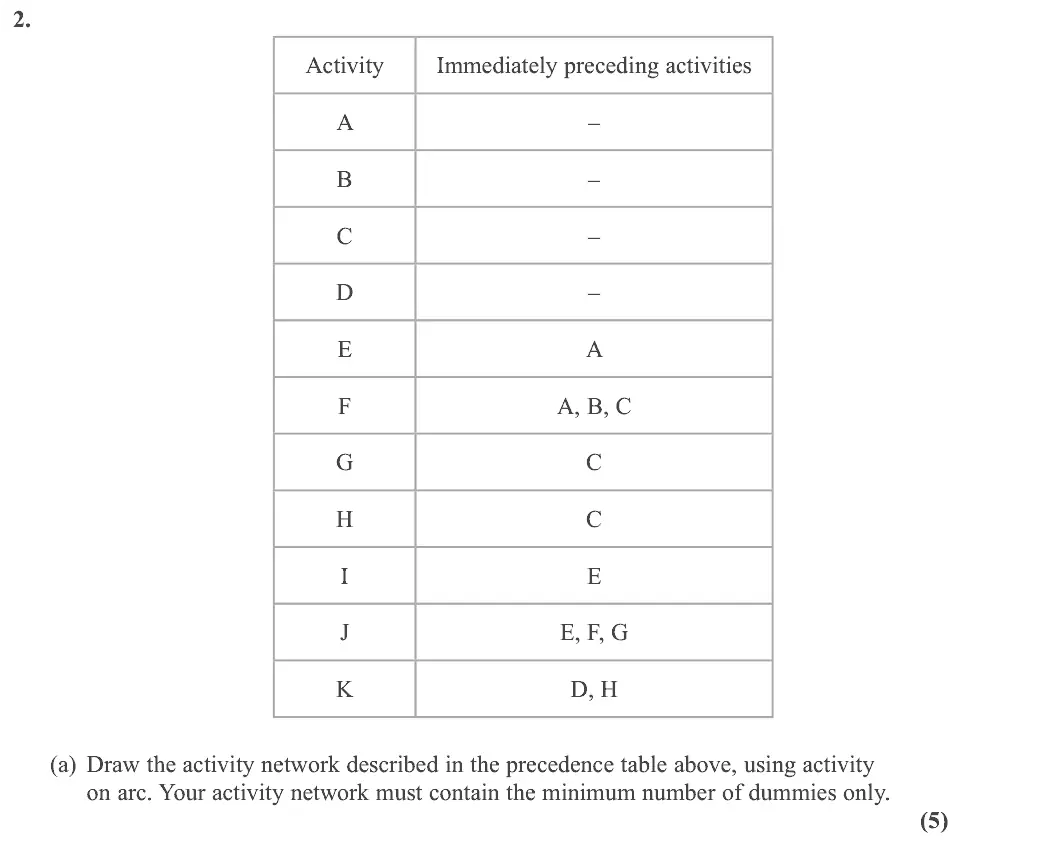 2.
Activity Immediately preceding activities
A –
B –
C –
D –
E A
F A, B, C
G C
H C
I E
J E, F, G
K D, H
(a) Draw the activity network described in the precedence table above, using activity
on arc. Your activity network must contain the minimum number of dummies only.
(5)